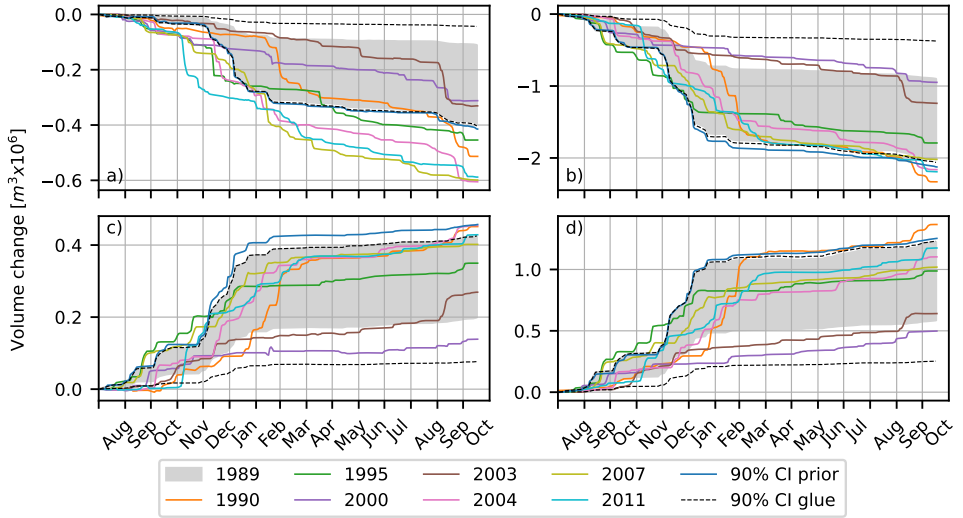 0.0
−0.2
−0.4
−0.6
a)
0
−1
−2
b)
0.4
0.2
0.0
c)
1.0
0.5
0.0
d)
Volume change [m³x10⁶]
Aug Sep Oct Nov Dec Jan Feb Mar Apr May Jun Jul Aug Sep Oct
Aug Sep Oct Nov Dec Jan Feb Mar Apr May Jun Jul Aug Sep Oct
1989 1995 2003 2007 90% CI prior
1990 2000 2004 2011 90% CI glue